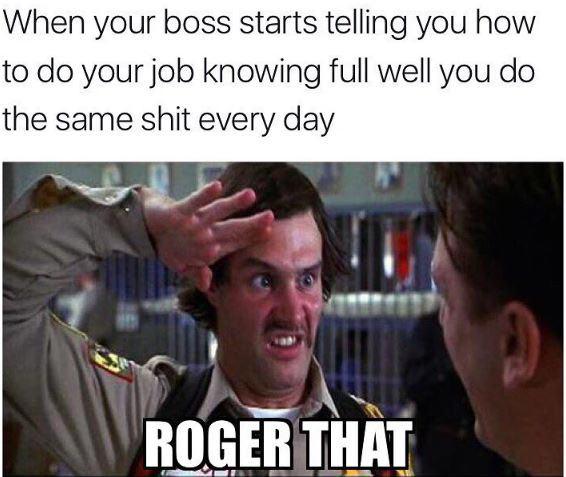 When your boss starts telling you how
to do your job knowing full well you do
the same shit every day
ROGER THAT